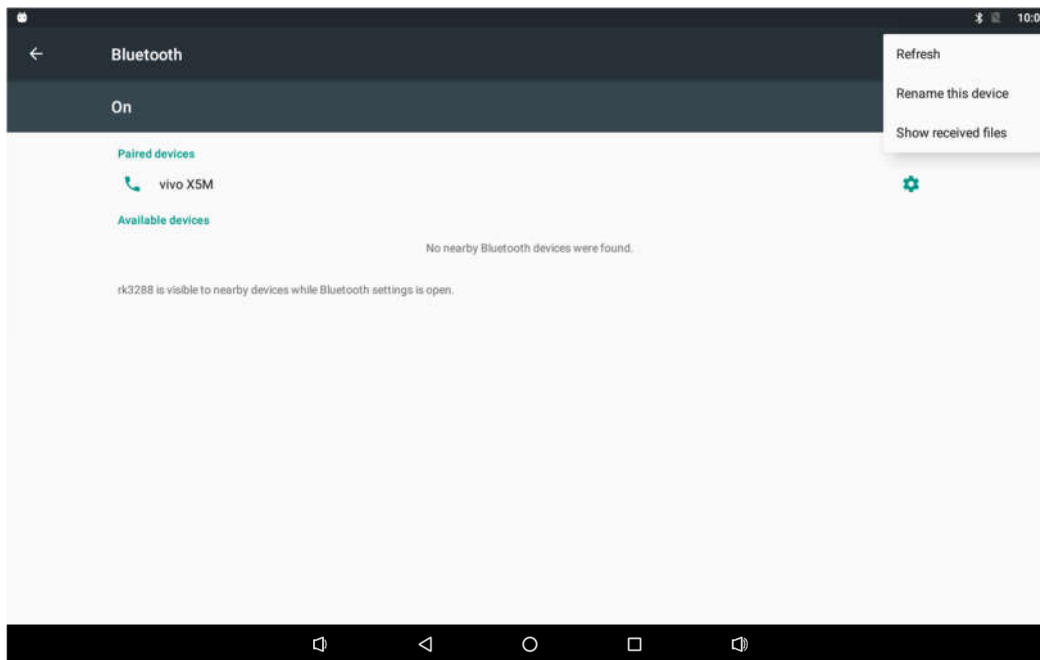 10:0
Bluetooth
Refresh
Rename this device
On
Show received files
Paired devices
vivo X5M
Available devices
No nearby Bluetooth devices were found.
rk3288 is visible to nearby devices while Bluetooth settings is open.